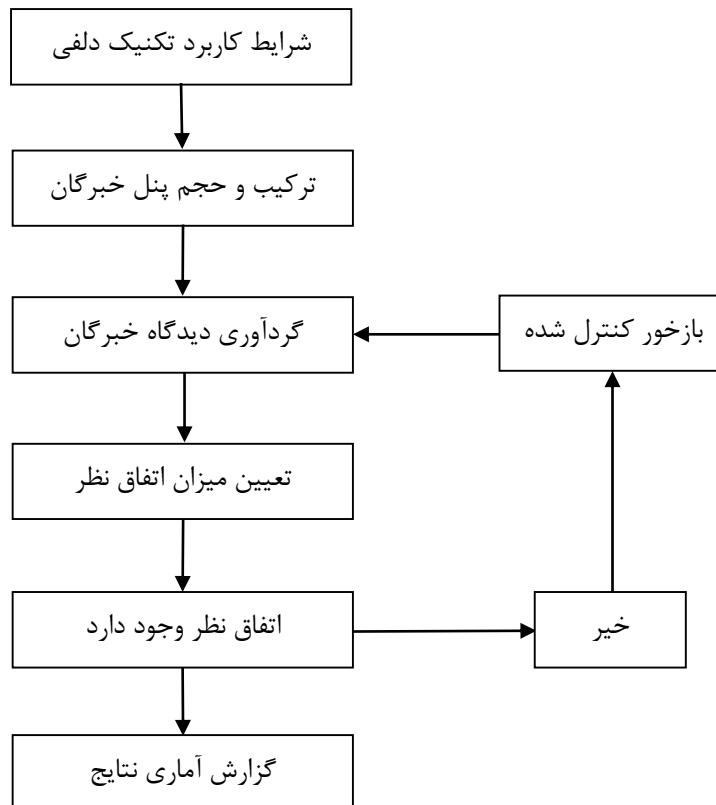 شرایط کاربرد تکنیک دلفی
ترکیب و حجم پنل خبرگان
گردآوری دیدگاه خبرگان
بازخور کنترل شده
تعیین میزان اتفاق نظر
اتفاق نظر وجود دارد
خیر
گزارش آماری نتایج